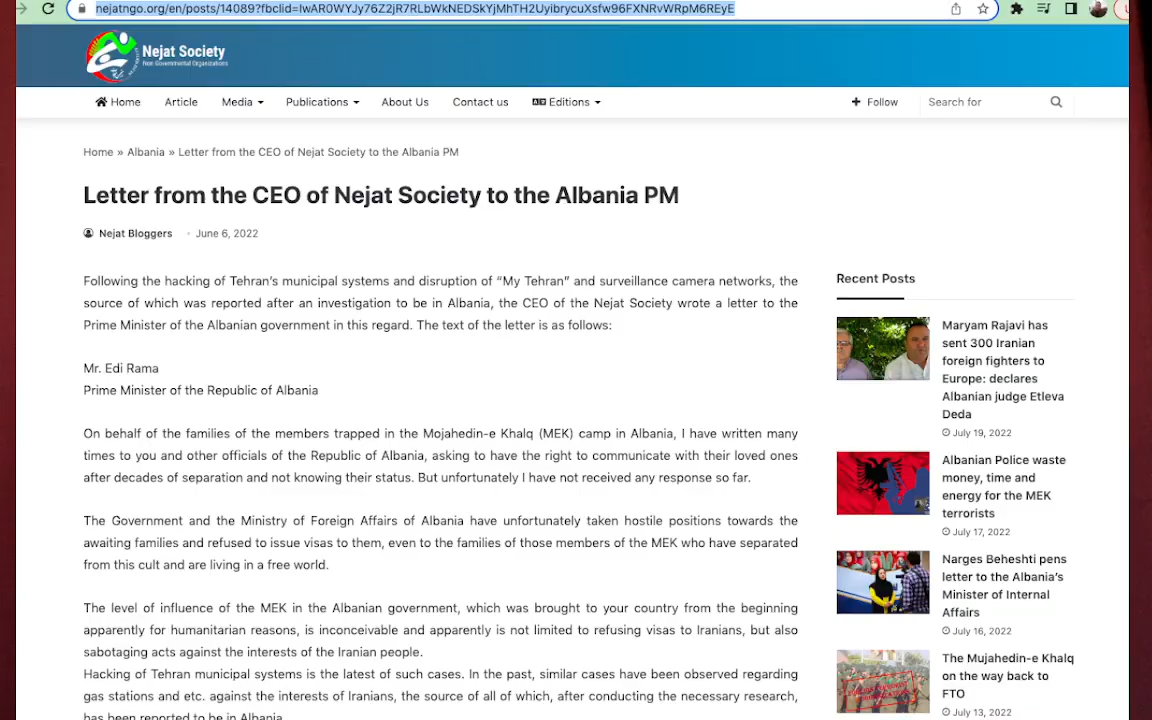 nejatngo.org/en/posts/14089?fbclid=IwAR0WYJy76Z2jR7RLbWkNEDSkYjMhTH2UyibrycuXsfw96FXNRvWRpM6REyE
Nejat Society
Non Governmental Organizations
Home Article Media Publications About Us Contact us Editions + Follow Search for
Home » Albania » Letter from the CEO of Nejat Society to the Albania PM
Letter from the CEO of Nejat Society to the Albania PM
Nejat Bloggers · June 6, 2022
Following the hacking of Tehran's municipal systems and disruption of “My Tehran” and surveillance camera networks, the
source of which was reported after an investigation to be in Albania, the CEO of the Nejat Society wrote a letter to the
Prime Minister of the Albanian government in this regard. The text of the letter is as follows:
Mr. Edi Rama
Prime Minister of the Republic of Albania
On behalf of the families of the members trapped in the Mojahedin-e Khalq (MEK) camp in Albania, I have written many
times to you and other officials of the Republic of Albania, asking to have the right to communicate with their loved ones
after decades of separation and not knowing their status. But unfortunately I have not received any response so far.
The Government and the Ministry of Foreign Affairs of Albania have unfortunately taken hostile positions towards the
awaiting families and refused to issue visas to them, even to the families of those members of the MEK who have separated
from this cult and are living in a free world.
The level of influence of the MEK in the Albanian government, which was brought to your country from the beginning
apparently for humanitarian reasons, is inconceivable and apparently is not limited to refusing visas to Iranians, but also
sabotaging acts against the interests of the Iranian people.
Hacking of Tehran municipal systems is the latest of such cases. In the past, similar cases have been observed regarding
gas stations and etc. against the interests of Iranians, the source of all of which, after conducting the necessary research,
has been reported to be in Albania.
Recent Posts
Maryam Rajavi has
sent 300 Iranian
foreign fighters to
Europe: declares
Albanian judge Etleva
Deda
July 19, 2022
Albanian Police waste
money, time and
energy for the MEK
terrorists
July 17, 2022
Narges Beheshti pens
letter to the Albania's
Minister of Internal
Affairs
July 16, 2022
The Mujahedin-e Khalq
on the way back to
FTO
July 13, 2022